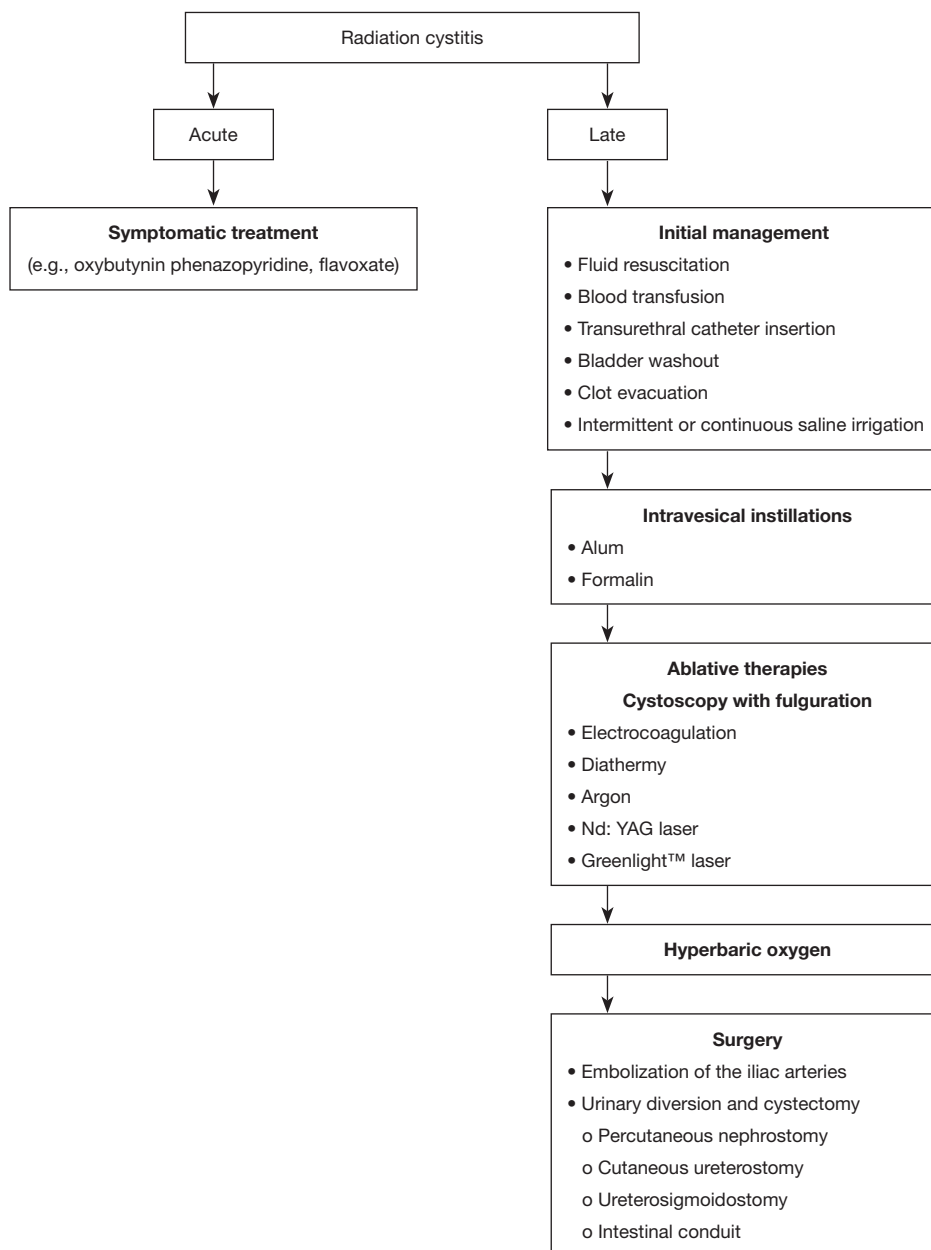 Radiation cystitis
Acute
Late
Symptomatic treatment
(e.g., oxybutynin phenazopyridine, flavoxate)
Initial management
• Fluid resuscitation
• Blood transfusion
• Transurethral catheter insertion
• Bladder washout
• Clot evacuation
• Intermittent or continuous saline irrigation
Intravesical instillations
• Alum
• Formalin
Ablative therapies
Cystoscopy with fulguration
• Electrocoagulation
• Diathermy
• Argon
• Nd: YAG laser
• Greenlight™ laser
Hyperbaric oxygen
Surgery
• Embolization of the iliac arteries
• Urinary diversion and cystectomy
o Percutaneous nephrostomy
o Cutaneous ureterostomy
o Ureterosigmoidostomy
o Intestinal conduit